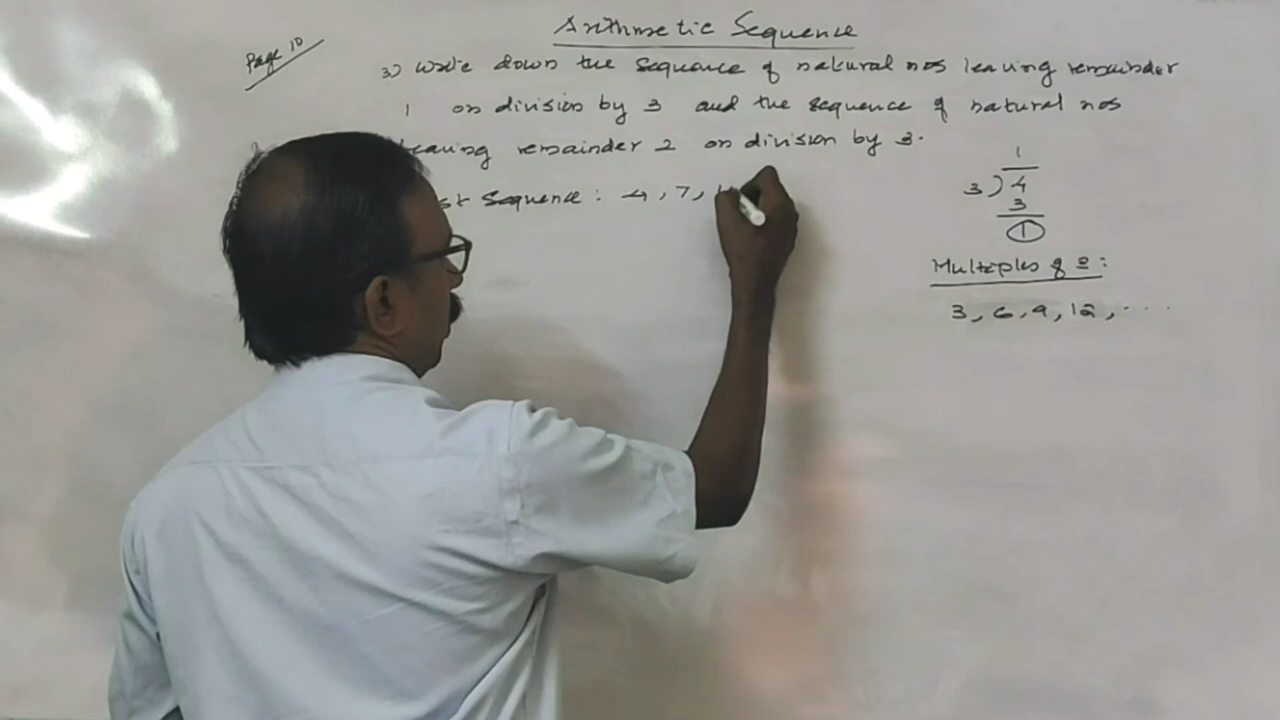 Arithmetic Sequence
Page 10
3) Write down the sequence of natural nos leaving remainder
1 on division by 3 and the sequence of natural nos
leaving remainder 2 on division by 3.
Sequence : 4, 7,
1
3) 4
3
1
Multiples of 3 :
3, 6, 9, 12, ....